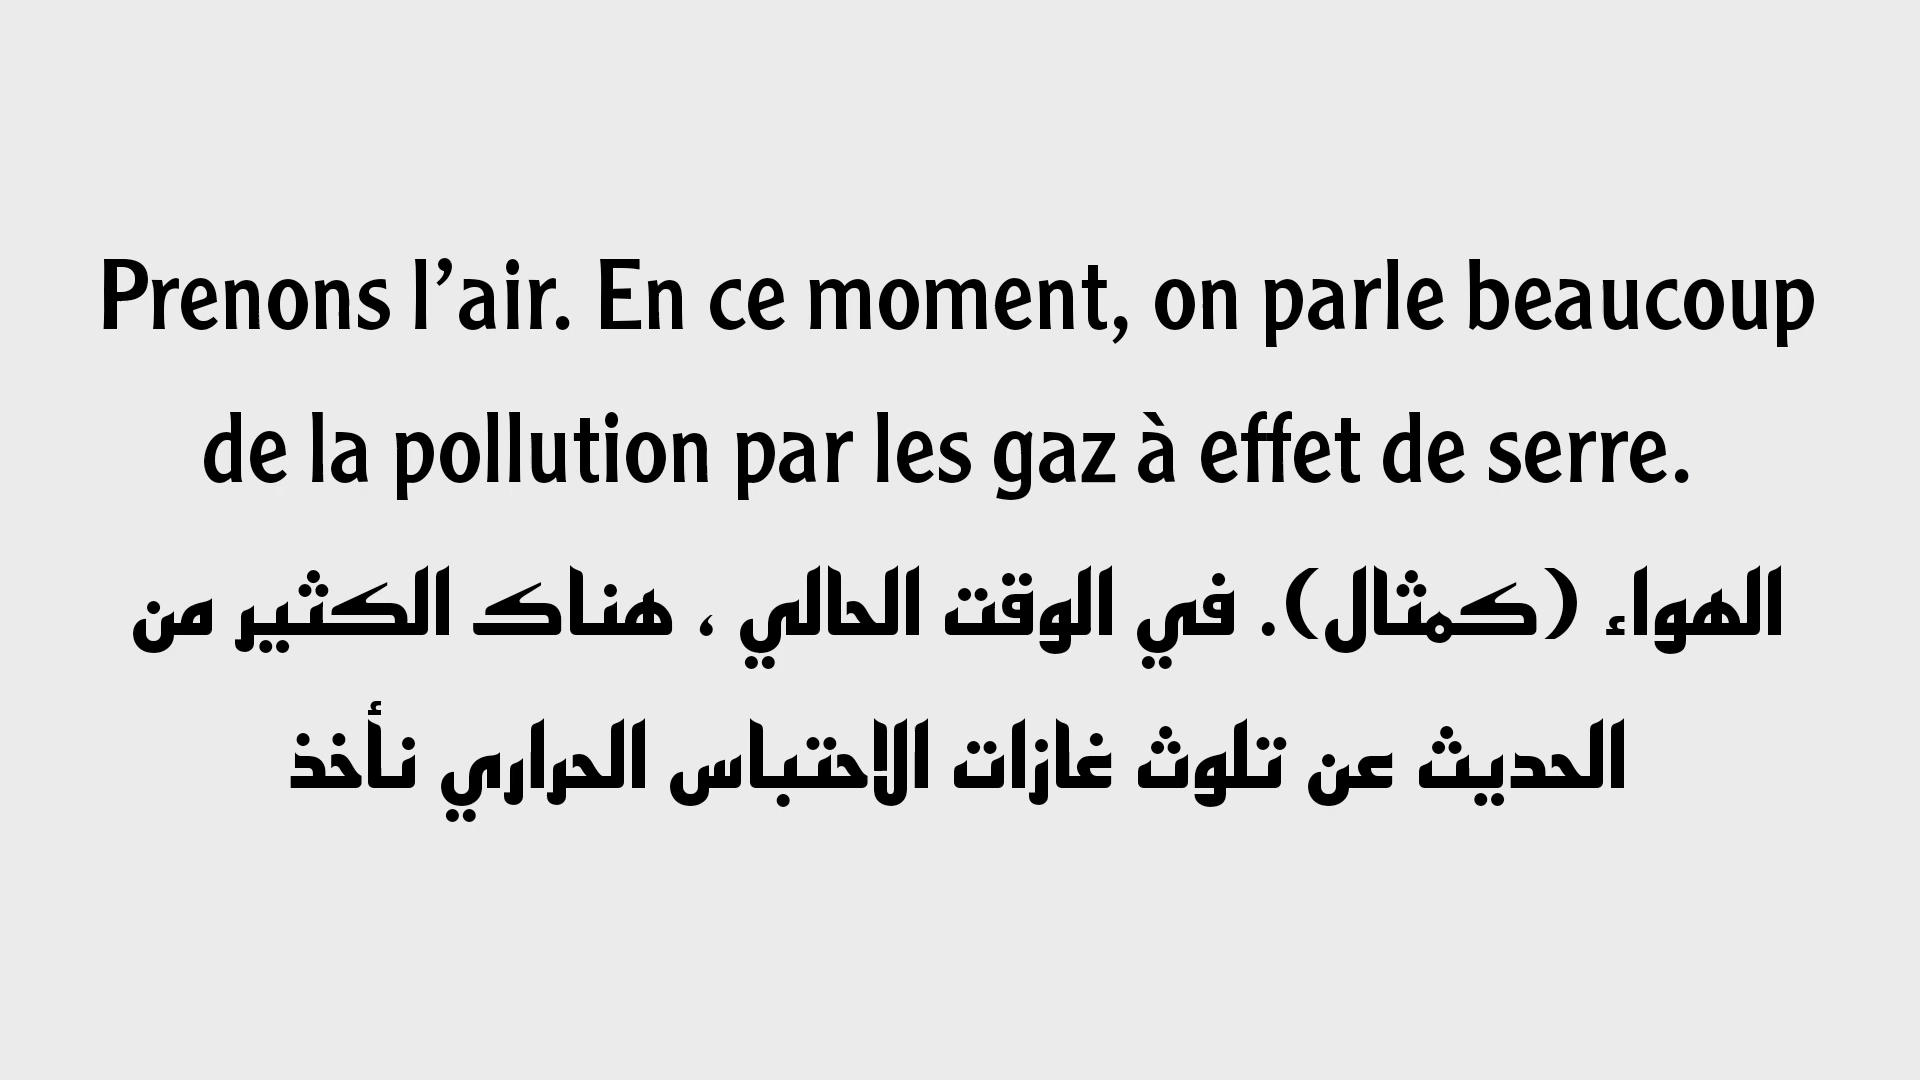 Prenons l’air. En ce moment, on parle beaucoup
de la pollution par les gaz à effet de serre.
الهواء (كمثال). في الوقت الحالي ، هناك الكثير من
الحديث عن تلوث غازات الاحتباس الحراري نأخذ